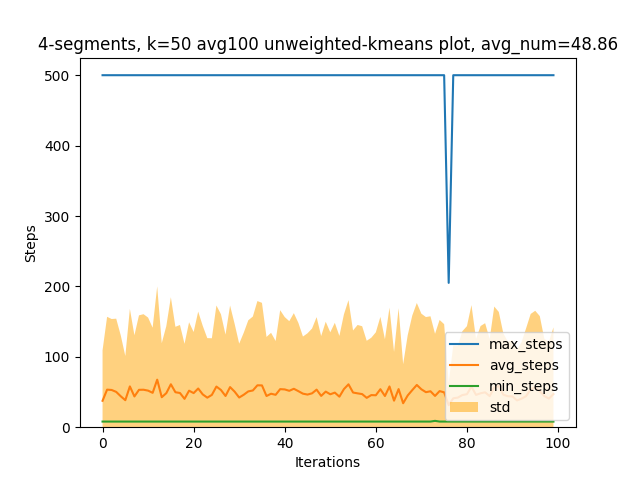 4-segments, k=50 avg100 unweighted-kmeans plot, avg_num=48.86
500
400
300
200
100
0
Steps
0 20 40 60 80 100
Iterations
max_steps
avg_steps
min_steps
std